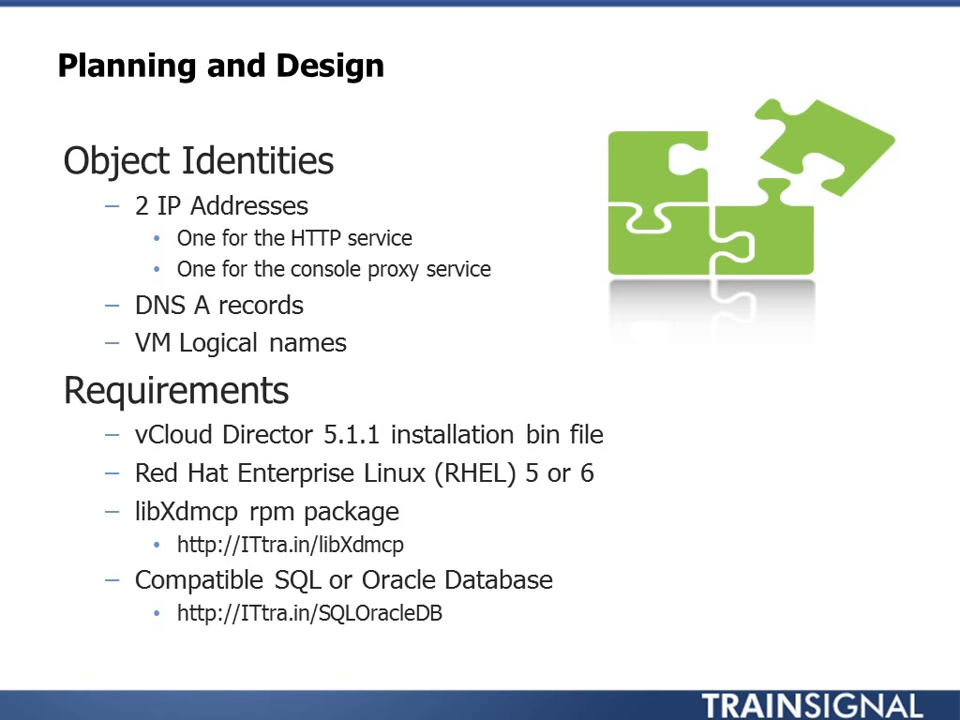 Planning and Design
Object Identities
– 2 IP Addresses
• One for the HTTP service
• One for the console proxy service
– DNS A records
– VM Logical names
Requirements
– vCloud Director 5.1.1 installation bin file
– Red Hat Enterprise Linux (RHEL) 5 or 6
– libXdmcp rpm package
• http://ITtra.in/libXdmcp
– Compatible SQL or Oracle Database
• http://ITtra.in/SQLOracleDB
TRAINSIGNAL